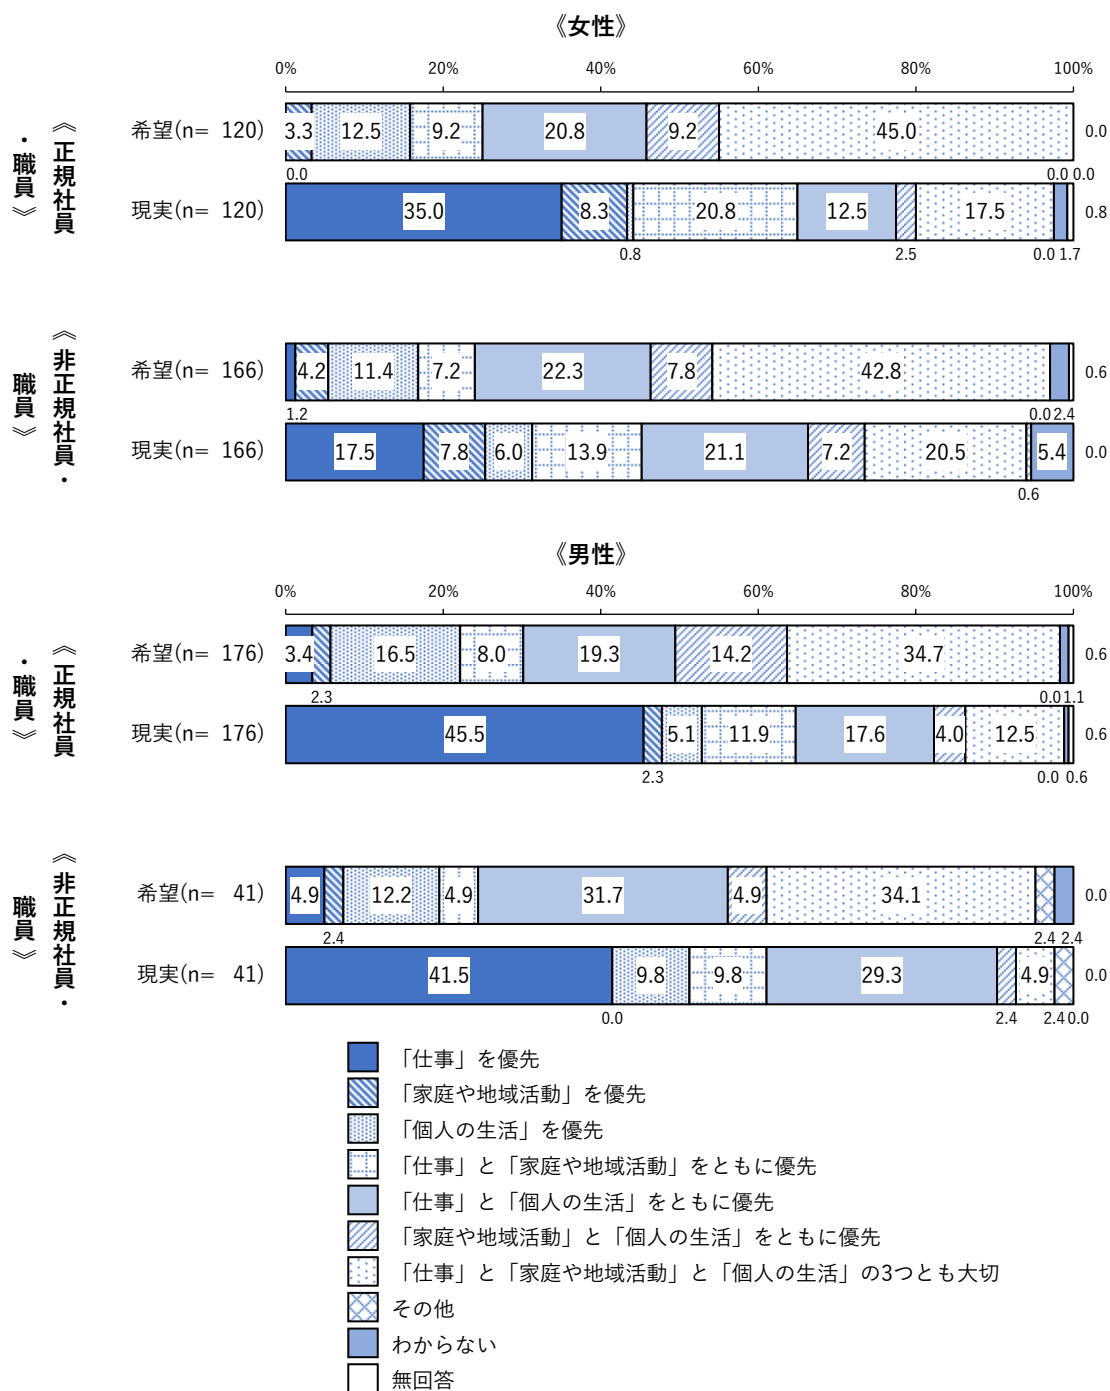 《女性》
0% 20% 40% 60% 80% 100%
《正規社員
・職員》
希望(n= 120) 3.3 12.5 9.2 20.8 9.2 45.0 0.0
0.0 0.0 0.0
現実(n= 120) 35.0 8.3 20.8 12.5 17.5 0.8
0.8 2.5 0.0 1.7
《非正規社員・
職員》
希望(n= 166) 4.2 11.4 7.2 22.3 7.8 42.8 0.6
1.2 0.0 2.4
現実(n= 166) 17.5 7.8 6.0 13.9 21.1 7.2 20.5 5.4 0.0
0.6
《男性》
0% 20% 40% 60% 80% 100%
《正規社員
・職員》
希望(n= 176) 3.4 16.5 8.0 19.3 14.2 34.7 0.6
2.3 0.0 1.1
現実(n= 176) 45.5 5.1 11.9 17.6 4.0 12.5 0.6
2.3 0.0 0.6
《非正規社員・
職員》
希望(n= 41) 4.9 12.2 4.9 31.7 4.9 34.1 0.0
2.4 2.4 2.4
現実(n= 41) 41.5 9.8 9.8 29.3 4.9 0.0
0.0 2.4 2.4 0.0
「仕事」を優先
「家庭や地域活動」を優先
「個人の生活」を優先
「仕事」と「家庭や地域活動」をともに優先
「仕事」と「個人の生活」をともに優先
「家庭や地域活動」と「個人の生活」をともに優先
「仕事」と「家庭や地域活動」と「個人の生活」の3つとも大切
その他
わからない
無回答